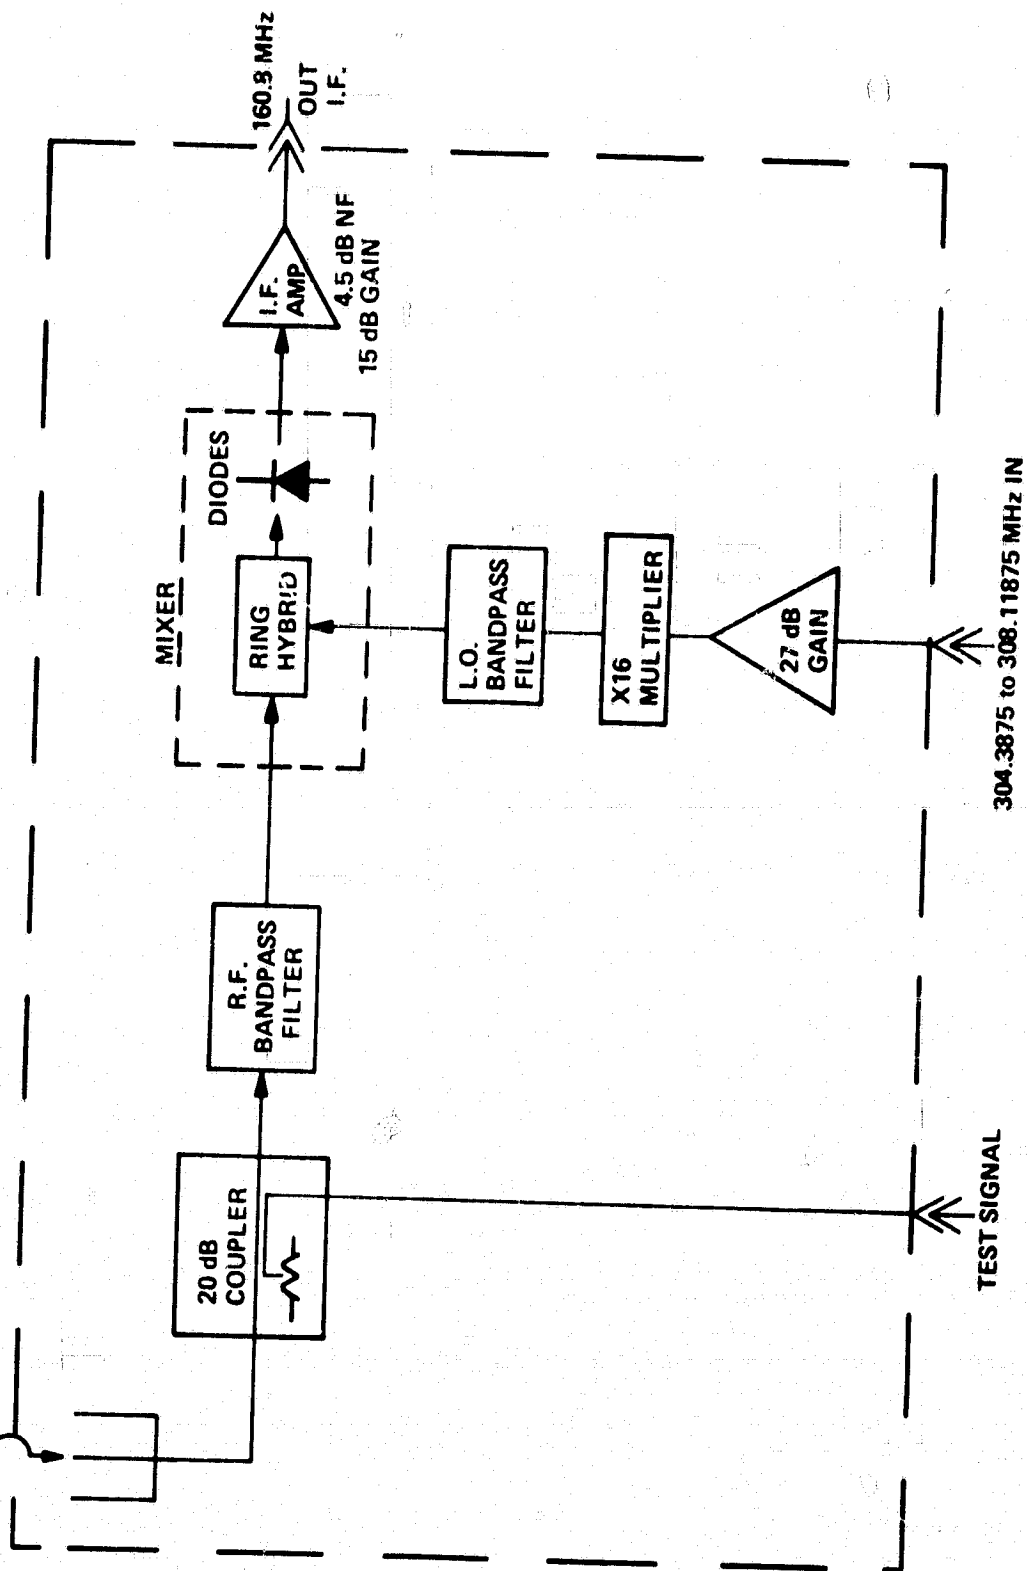 20 dB
COUPLER
R.F.
BANDPASS
FILTER
MIXER
RING
HYBRID
DIODES
I.F.
AMP
4.5 dB NF
15 dB GAIN
160.8 MHz
OUT
I.F.
L.O.
BANDPASS
FILTER
X16
MULTIPLIER
27 dB
GAIN
304.3875 to 308.11875 MHz IN
TEST SIGNAL